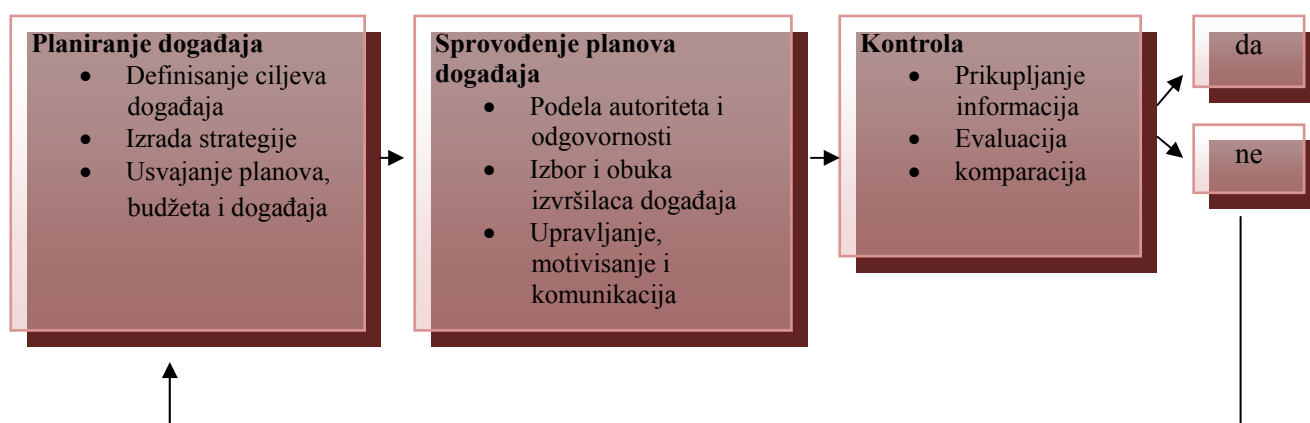 Planiranje događaja
• Definisanje ciljeva
događaja
• Izrada strategije
• Usvajanje planova,
budžeta i događaja
Sprovođenje planova
događaja
• Podela autoriteta i
odgovornosti
• Izbor i obuka
izvršilaca događaja
• Upravljanje,
motivisanje i
komunikacija
Kontrola
• Prikupljanje
informacija
• Evaluacija
• komparacija
da
ne